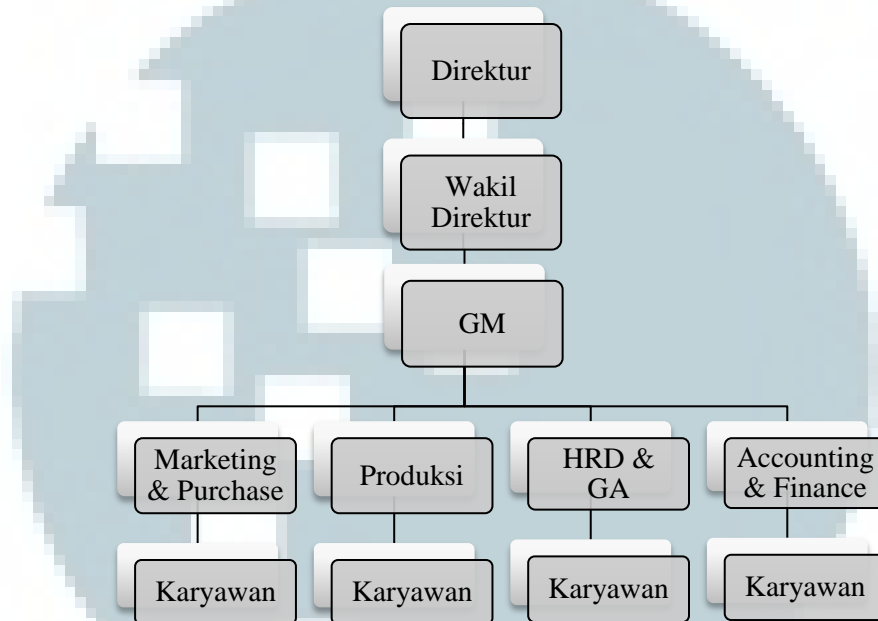 Direktur
Wakil
Direktur
GM
Marketing
& Purchase
Produksi
HRD &
GA
Accounting
& Finance
Karyawan
Karyawan
Karyawan
Karyawan